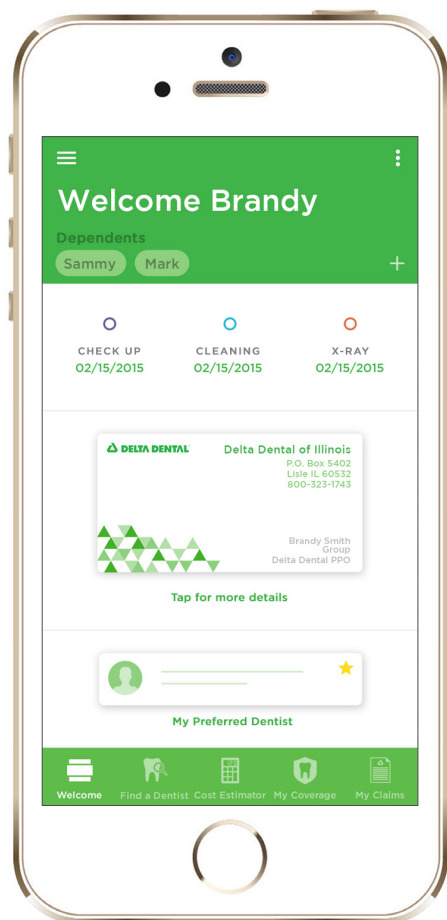 Welcome Brandy
Dependents
Sammy Mark
CHECK UP CLEANING X-RAY
02/15/2015 02/15/2015 02/15/2015
DELTA DENTAL
Delta Dental of Illinois
P.O. Box 5402
Lisle IL 60532
800-323-1743
Brandy Smith
Group
Delta Dental PPO
Tap for more details
My Preferred Dentist
Welcome Find a Dentist Cost Estimator My Coverage My Claims